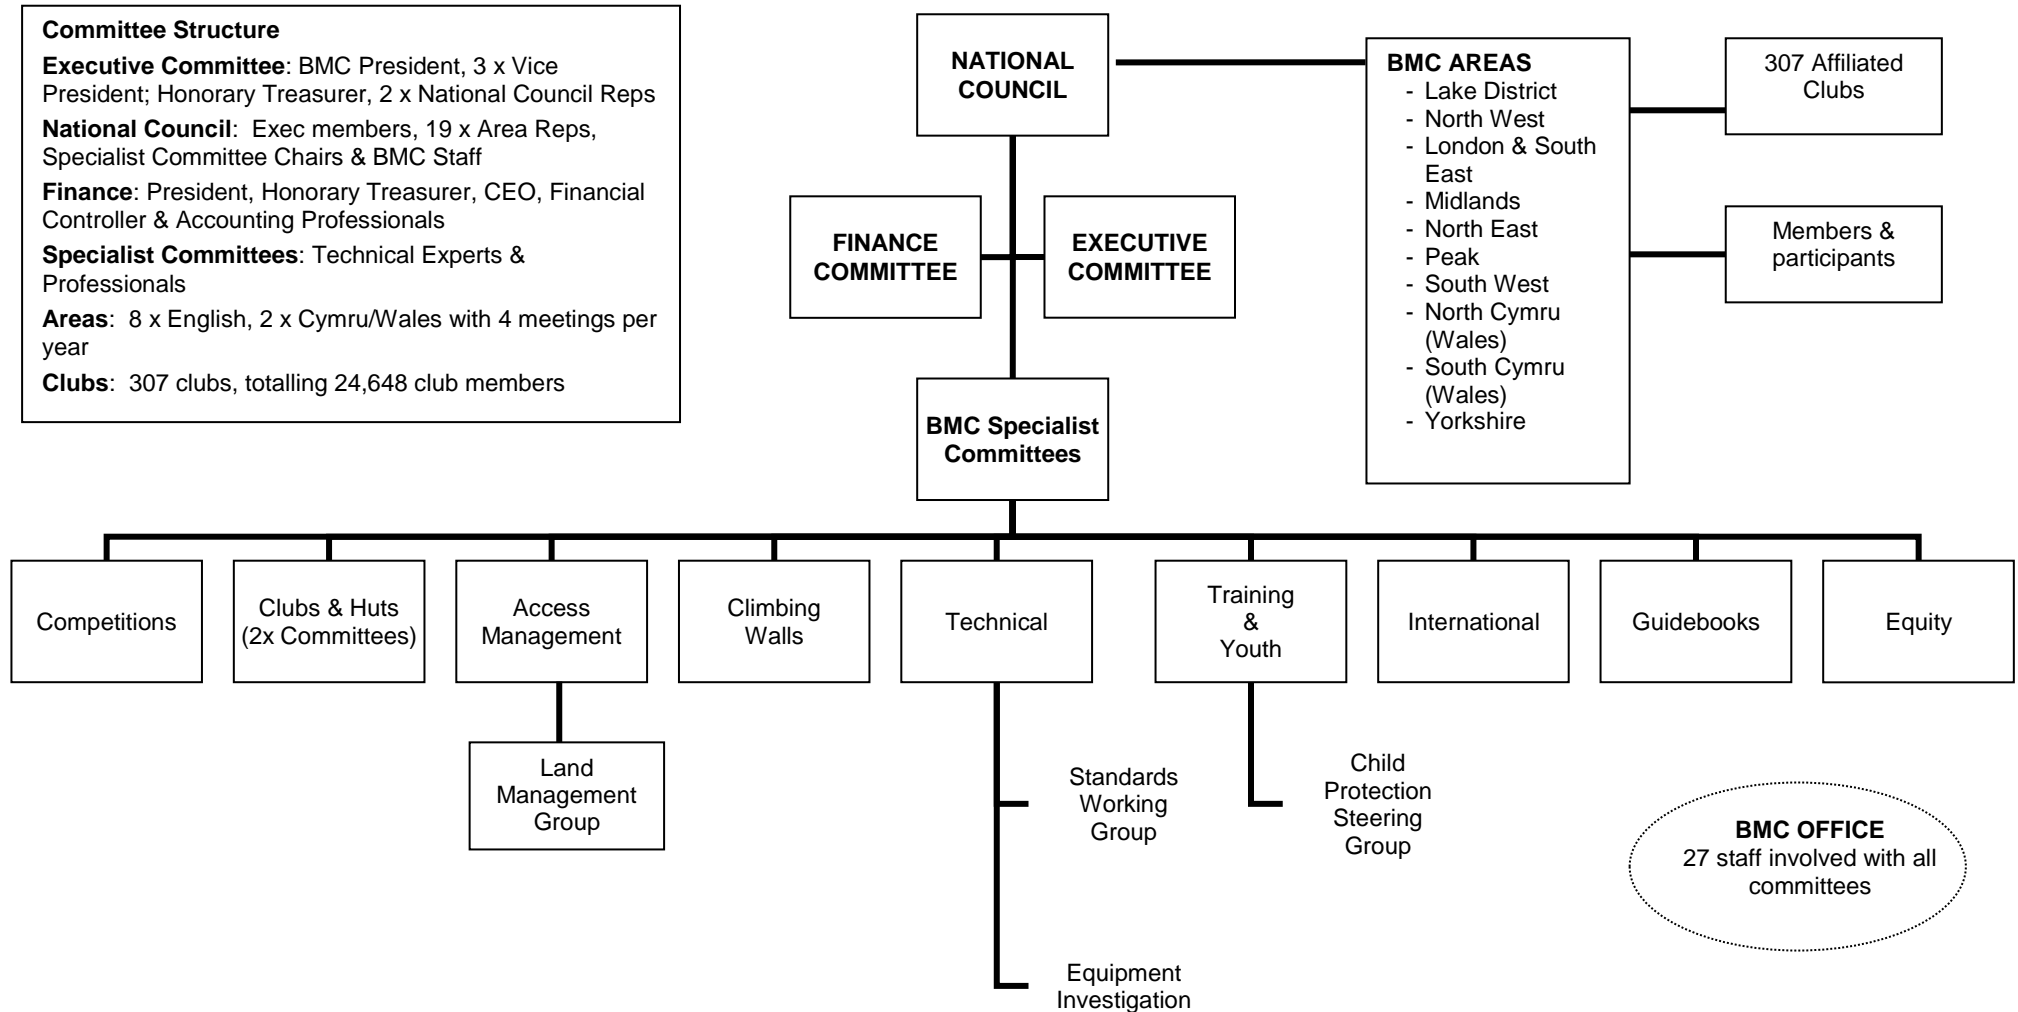 Committee Structure
Executive Committee: BMC President, 3 x Vice
President; Honorary Treasurer, 2 x National Council Reps
National Council:  Exec members, 19 x Area Reps,
Specialist Committee Chairs & BMC Staff
Finance: President, Honorary Treasurer, CEO, Financial
Controller & Accounting Professionals
Specialist Committees: Technical Experts &
Professionals
Areas:  8 x English, 2 x Cymru/Wales with 4 meetings per
year
Clubs:  307 clubs, totalling 24,648 club members
NATIONAL
COUNCIL
BMC AREAS
- Lake District
- North West
- London & South
East
- Midlands
- North East
- Peak
- South West
- North Cymru
(Wales)
- South Cymru
(Wales)
- Yorkshire
307 Affiliated
Clubs
Members &
participants
FINANCE
COMMITTEE
EXECUTIVE
COMMITTEE
BMC Specialist
Committees
Competitions
Clubs & Huts
(2x Committees)
Access
Management
Climbing
Walls
Technical
Training
&
Youth
International
Guidebooks
Equity
Land
Management
Group
Standards
Working
Group
Child
Protection
Steering
Group
BMC OFFICE
27 staff involved with all
committees
Equipment
Investigation